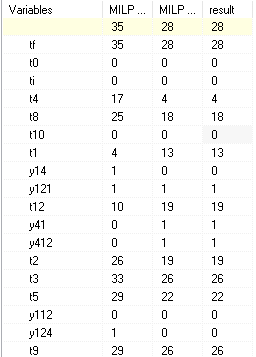 Variables MILP ... MILP ... result
35 28 28
tf 35 28 28
t0 0 0 0
ti 0 0 0
t4 17 4 4
t8 25 18 18
t10 0 0 0
t1 4 13 13
y14 1 0 0
y121 1 1 1
t12 10 19 19
y41 0 1 1
y412 0 1 1
t2 26 19 19
t3 33 26 26
t5 29 22 22
y112 0 0 0
y124 1 0 0
t9 29 26 26